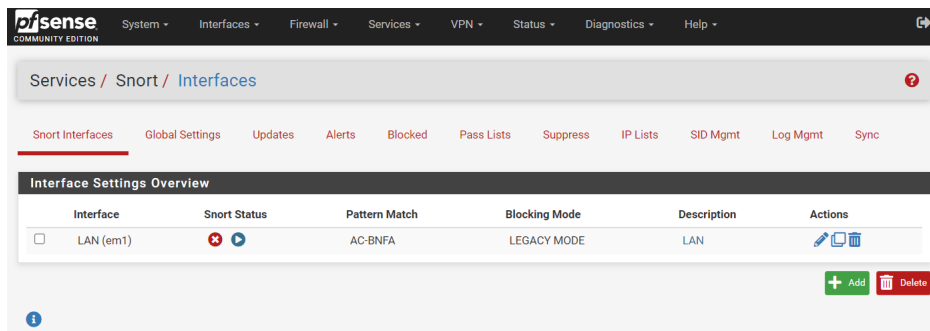 pfsense System Interfaces Firewall Services VPN Status Diagnostics Help
COMMUNITY EDITION
Services / Snort / Interfaces
Snort Interfaces Global Settings Updates Alerts Blocked Pass Lists Suppress IP Lists SID Mgmt Log Mgmt Sync
Interface Settings Overview
Interface Snort Status Pattern Match Blocking Mode Description Actions
LAN (em1) AC-BNFA LEGACY MODE LAN
Add Delete